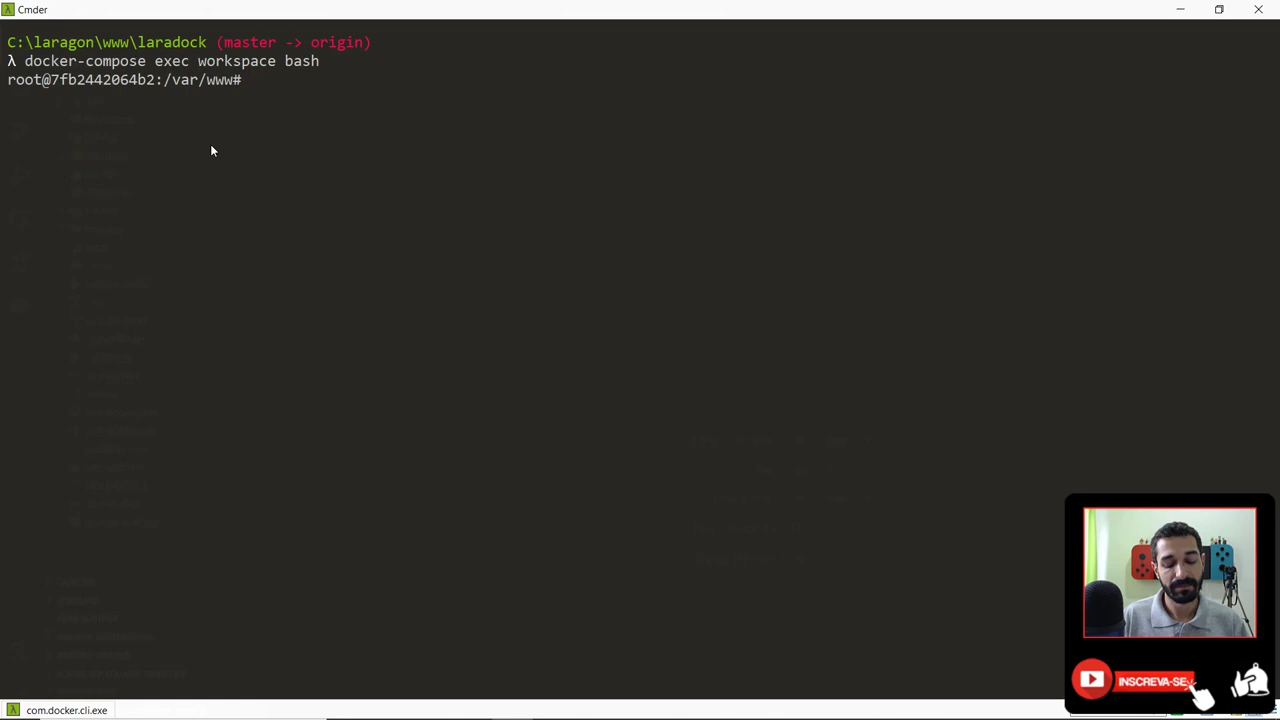 Cmder
C:\laragon\www\laradock (master -> origin)
λ docker-compose exec workspace bash
root@7fb2442064b2:/var/www#
INSCREVA-SE
com.docker.cli.exe